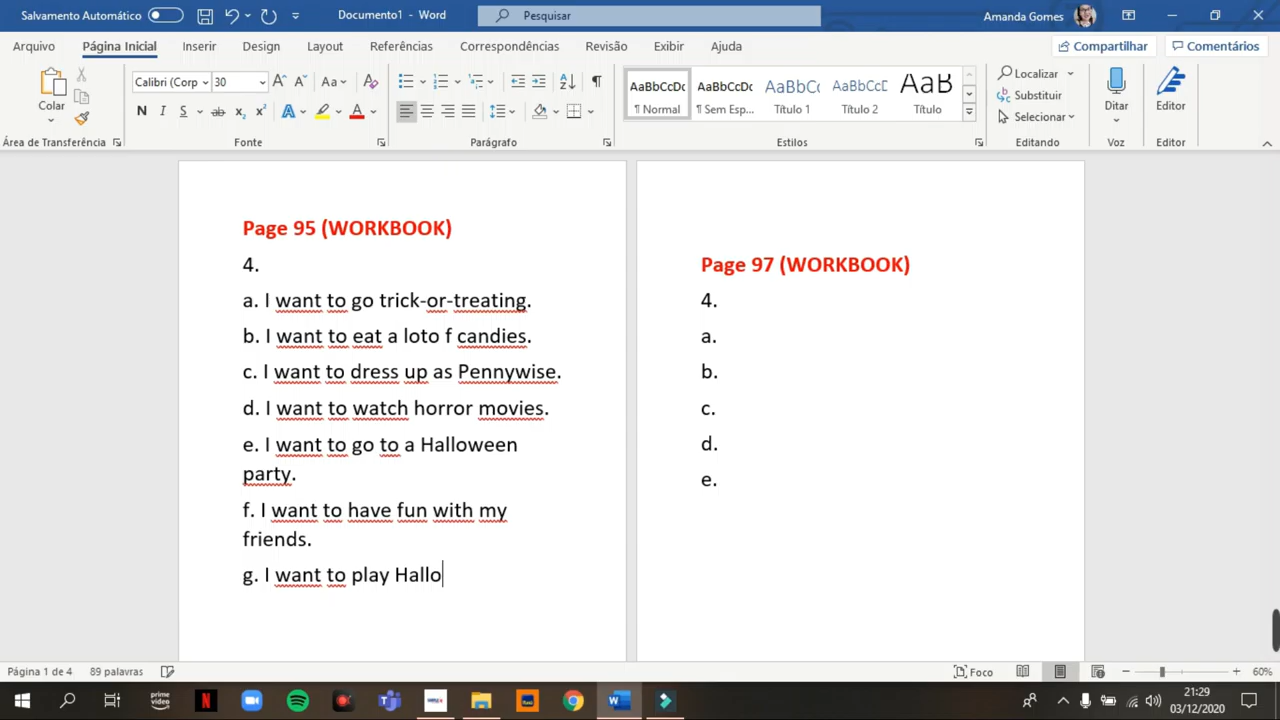 Salvamento Automático
Documento1 - Word
Pesquisar
Amanda Gomes
Arquivo
Página Inicial
Inserir
Design
Layout
Referências
Correspondências
Revisão
Exibir
Ajuda
Compartilhar
Comentários
Colar
Calibri (Corp
30
Aa
N
I
S
ab
AaBbCcDc
AaBbCcDc
AaBbCc
AaBbCcD
AaB
¶ Normal
¶ Sem Esp...
Título 1
Título 2
Título
Localizar
Substituir
Selecionar
Ditar
Editor
Área de Transferência
Fonte
Parágrafo
Estilos
Editando
Voz
Editor
Page 95 (WORKBOOK)
4.
a. I want to go trick-or-treating.
b. I want to eat a loto f candies.
c. I want to dress up as Pennywise.
d. I want to watch horror movies.
e. I want to go to a Halloween
party.
f. I want to have fun with my
friends.
g. I want to play Hallo
Page 97 (WORKBOOK)
4.
a.
b.
c.
d.
e.
Página 1 de 4
89 palavras
Foco
60%
prime
video
21:29
03/12/2020